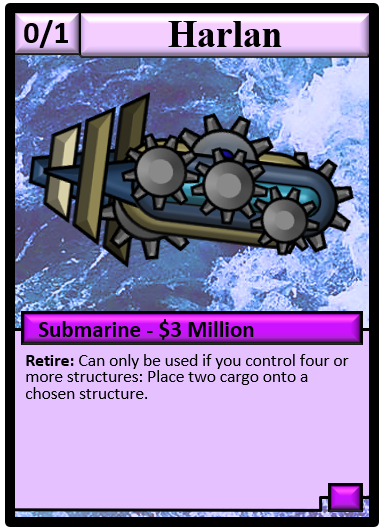 0/1 Harlan
Submarine - $3 Million
Retire: Can only be used if you control four or
more structures: Place two cargo onto a
chosen structure.